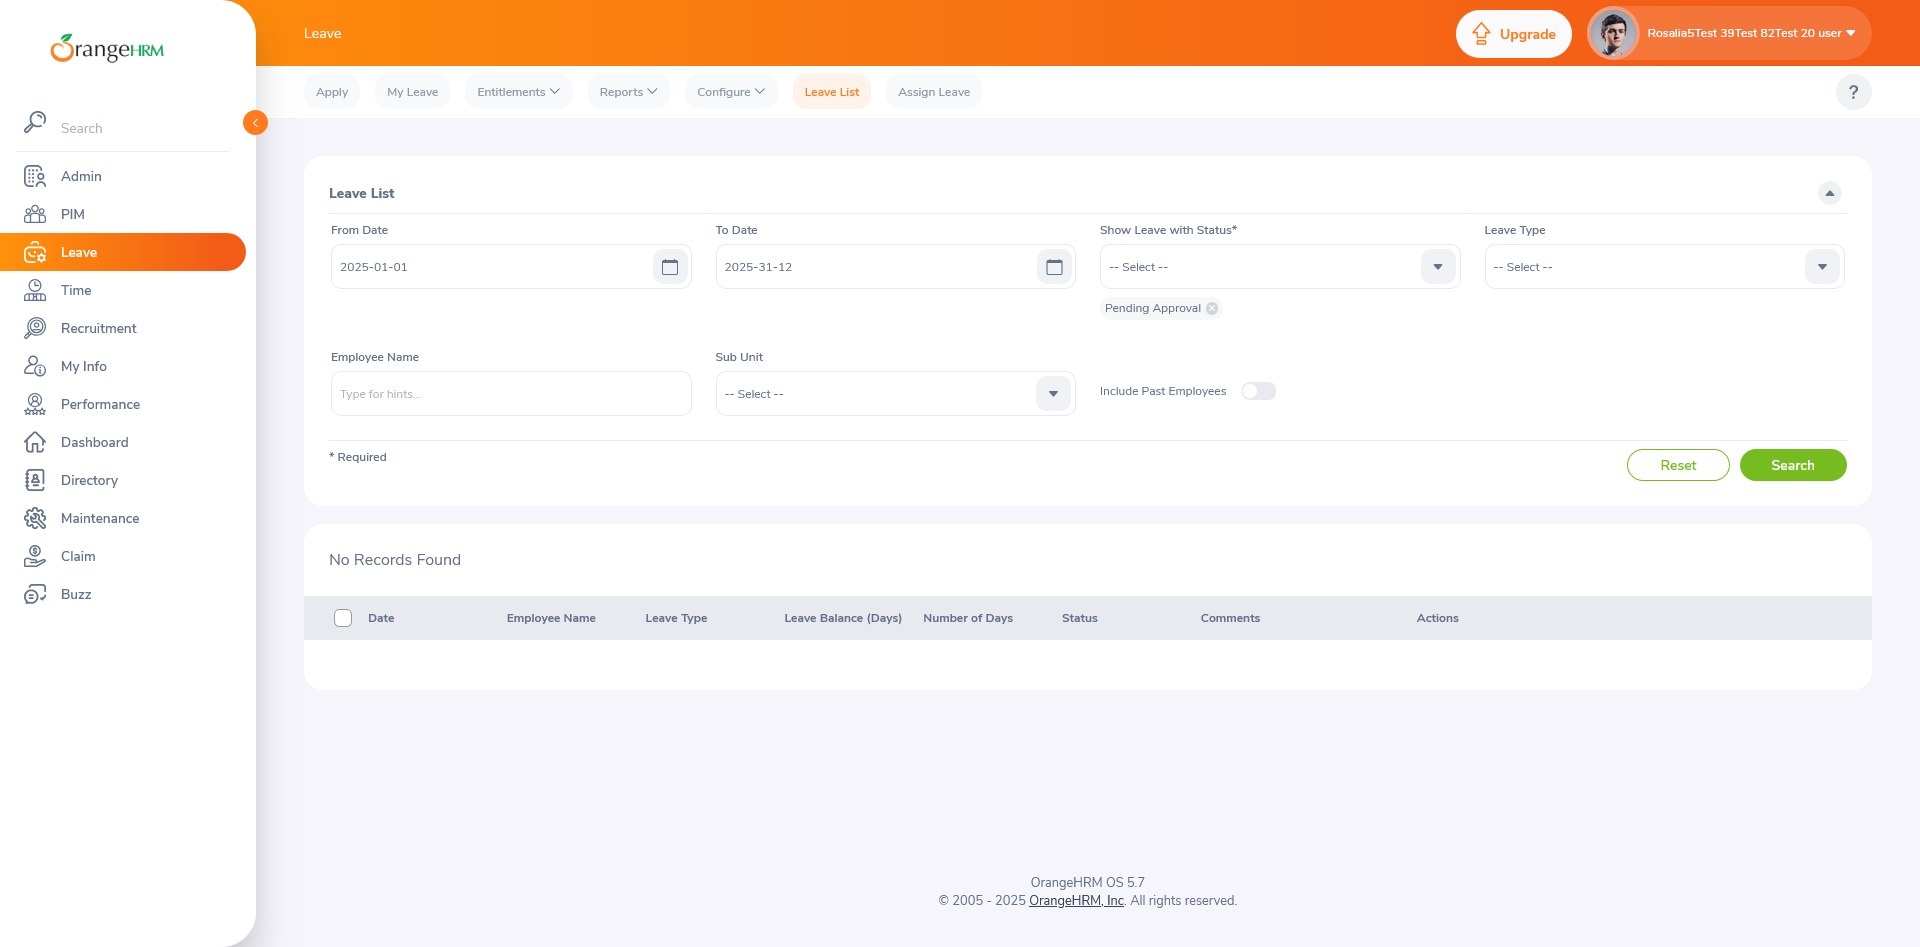 OrangeHRM
Leave
Upgrade
Rosalia5Test 39Test 82Test 20 user
Apply
My Leave
Entitlements
Reports
Configure
Leave List
Assign Leave
?
Search
Admin
PIM
Leave
Time
Recruitment
My Info
Performance
Dashboard
Directory
Maintenance
Claim
Buzz
Leave List
From Date
To Date
Show Leave with Status*
Leave Type
2025-01-01
2025-31-12
-- Select --
-- Select --
Pending Approval
Employee Name
Sub Unit
Type for hints...
-- Select --
Include Past Employees
* Required
Reset
Search
No Records Found
Date
Employee Name
Leave Type
Leave Balance (Days)
Number of Days
Status
Comments
Actions
OrangeHRM OS 5.7
© 2005 - 2025 OrangeHRM, Inc. All rights reserved.